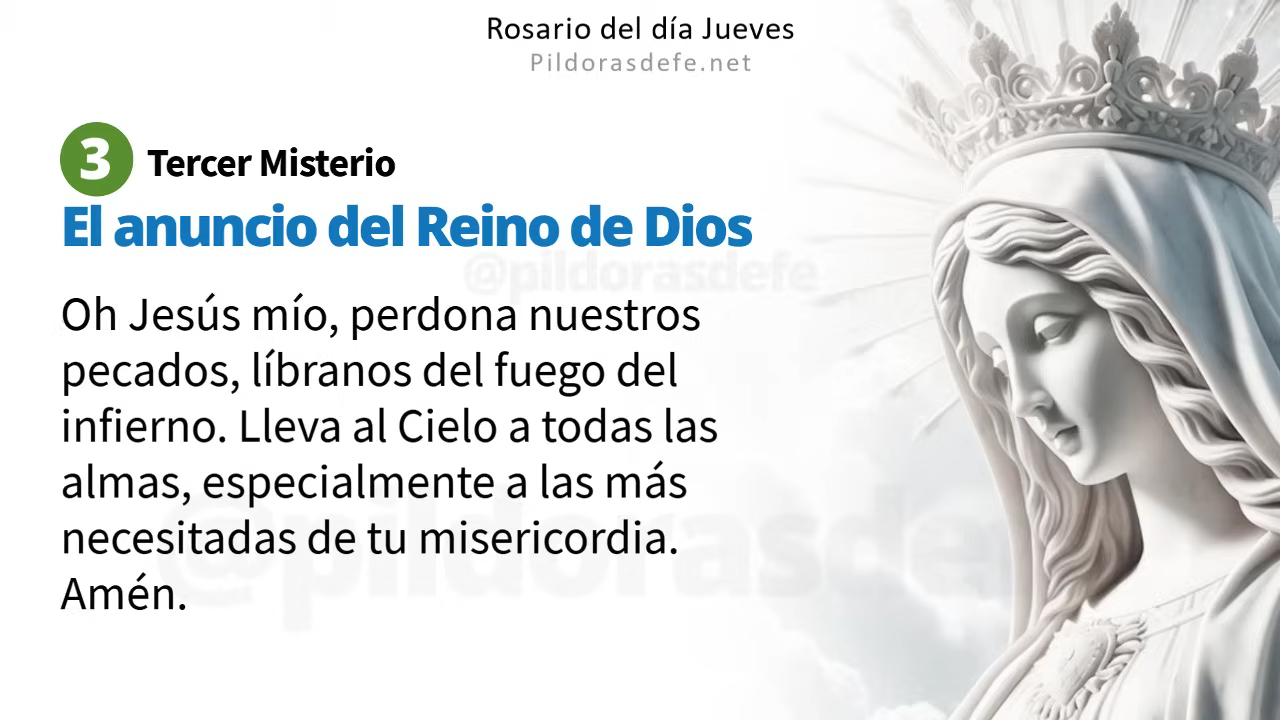 Rosario del día Jueves
Pildorasdefe.net
3 Tercer Misterio
El anuncio del Reino de Dios
@pildorasdefe
Oh Jesús mío, perdona nuestros
pecados, líbranos del fuego del
infierno. Lleva al Cielo a todas las
almas, especialmente a las más
necesitadas de tu misericordia.
Amén.
@pildorasdefe